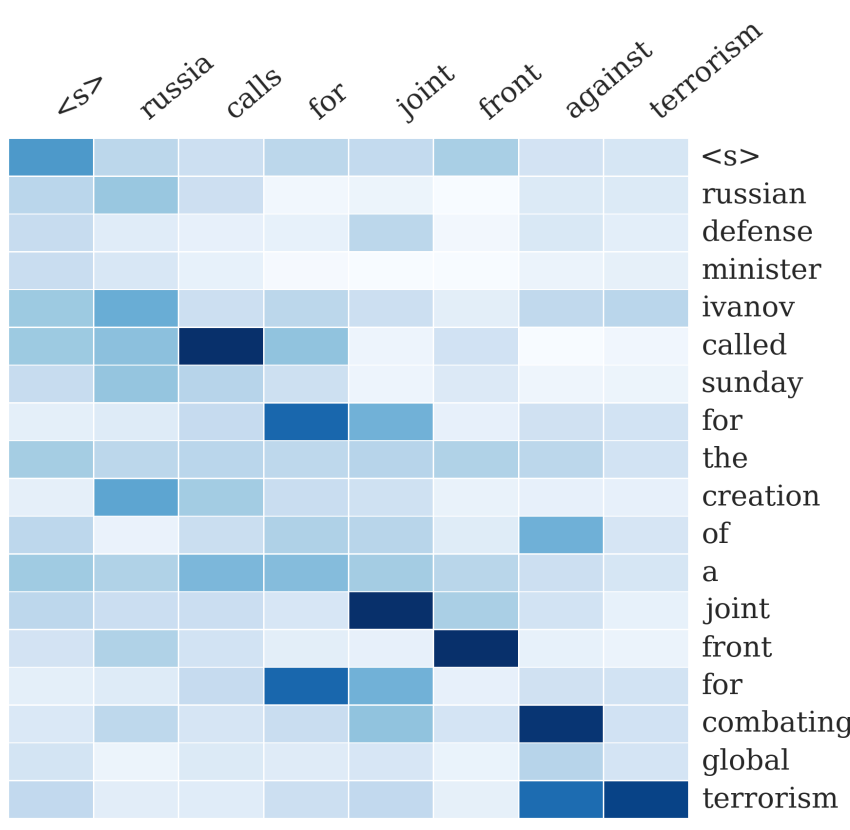 <s> russia calls for joint front against terrorism
<s>
russian
defense
minister
ivanov
called
sunday
for
the
creation
of
a
joint
front
for
combating
global
terrorism